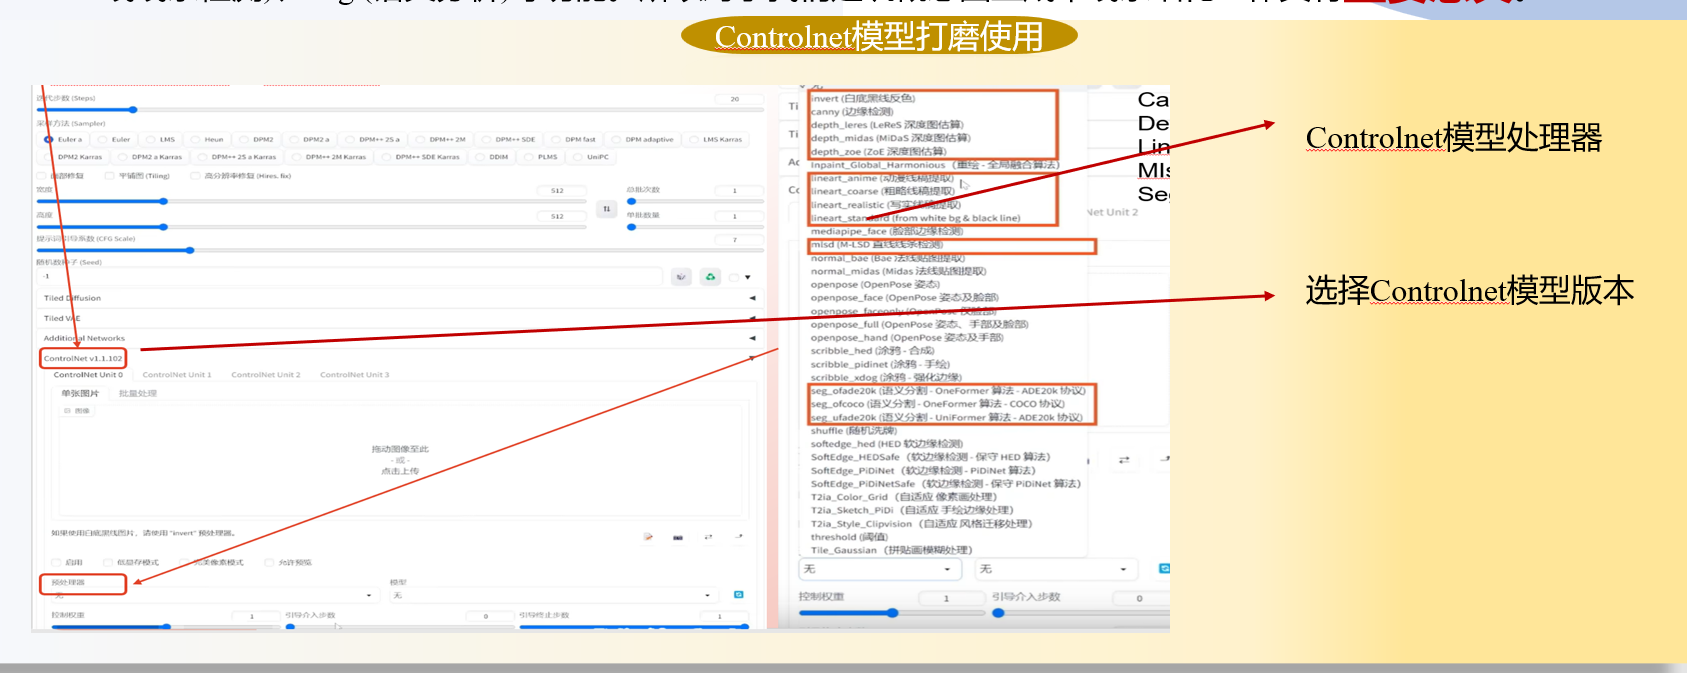 Controlnet模型打磨使用
迭代步数 (Steps)
20
采样方法 (Sampler)
Euler a
Euler
LMS
Heun
DPM2
DPM2 a
DPM++ 2S a
DPM++ 2M
DPM++ SDE
DPM fast
DPM adaptive
LMS Karras
DPM2 Karras
DPM2 a Karras
DPM++ 2S a Karras
DPM++ 2M Karras
DPM++ SDE Karras
DDIM
PLMS
UniPC
平铺图 (Tiling)
高分辨率修复 (Hires. fix)
宽度
512
总批次数
1
高度
512
单批数量
1
提示词引导系数 (CFG Scale)
7
随机数种子 (Seed)
-1
Tiled Diffusion
Tiled VAE
Additional Networks
ControlNet v1.1.102
ControlNet Unit 0
ControlNet Unit 1
ControlNet Unit 2
ControlNet Unit 3
单张图片
批量处理
图像
拖动图像至此
- 或 -
点击上传
如果使用白底黑线图片，请使用 "invert" 预处理器。
启用
低显存模式
完美像素模式
允许预览
预处理器
模型
无
无
控制权重
1
引导介入步数
0
引导终止步数
1
无
invert (白底黑线反色)
canny (边缘检测)
depth_leres (LeReS 深度图估算)
depth_midas (MiDaS 深度图估算)
depth_zoe (ZoE 深度图估算)
Inpaint_Global_Harmonious（重绘 - 全局融合算法）
lineart_anime (动漫线稿提取)
lineart_coarse (粗略线稿提取)
lineart_realistic (写实线稿提取)
lineart_standard (from white bg & black line)
mediapipe_face (脸部边缘检测)
mlsd (M-LSD 直线线条检测)
normal_bae (Bae 法线贴图提取)
normal_midas (Midas 法线贴图提取)
openpose (OpenPose 姿态)
openpose_face (OpenPose 姿态及脸部)
openpose_faceonly (OpenPose 仅脸部)
openpose_full (OpenPose 姿态、手部及脸部)
openpose_hand (OpenPose 姿态及手部)
scribble_hed (涂鸦 - 合成)
scribble_pidinet (涂鸦 - 手绘)
scribble_xdog (涂鸦 - 强化边缘)
seg_ofade20k (语义分割 - OneFormer 算法 - ADE20k 协议)
seg_ofcoco (语义分割 - OneFormer 算法 - COCO 协议)
seg_ufade20k (语义分割 - UniFormer 算法 - ADE20k 协议)
shuffle (随机洗牌)
softedge_hed (HED 软边缘检测)
SoftEdge_HEDSafe（软边缘检测 - 保守 HED 算法）
SoftEdge_PiDiNet（软边缘检测 - PiDiNet 算法）
SoftEdge_PiDiNetSafe（软边缘检测 - 保守 PiDiNet 算法）
T2ia_Color_Grid（自适应 像素画处理）
T2ia_Sketch_PiDi（自适应 手绘边缘处理）
T2ia_Style_Clipvision（自适应 风格迁移处理）
threshold (阈值)
Tile_Gaussian（拼贴画模糊处理）
无
无
控制权重
1
引导介入步数
0
Ti
Ti
Ac
Cc
Net Unit 2
Ca
De
Lin
Mls
Se
Controlnet模型处理器
选择Controlnet模型版本